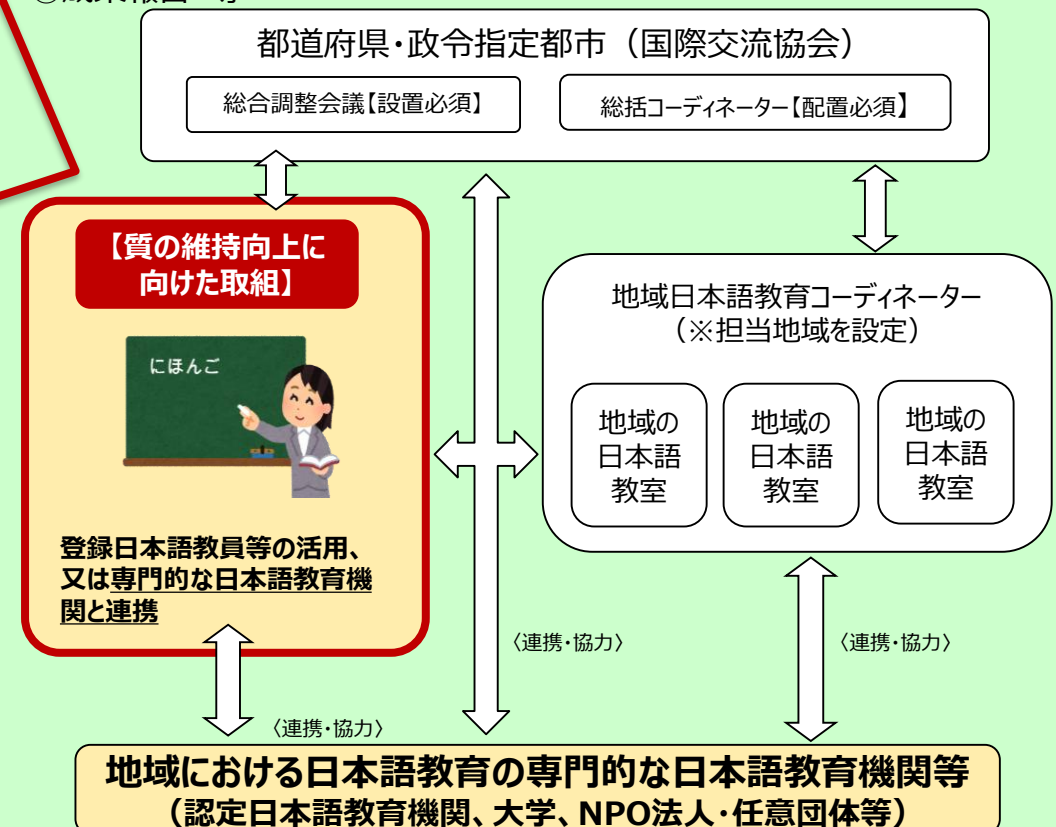 都道府県・政令指定都市（国際交流協会）
総合調整会議【設置必須】
総括コーディネーター【配置必須】
【質の維持向上に
向けた取組】
にほんご
登録日本語教員等の活用、
又は専門的な日本語教育機
関と連携
地域日本語教育コーディネーター
（※担当地域を設定）
地域の
日本語
教室
地域の
日本語
教室
地域の
日本語
教室
〈連携・協力〉
〈連携・協力〉
〈連携・協力〉
地域における日本語教育の専門的な日本語教育機関等
（認定日本語教育機関、大学、NPO法人・任意団体等）